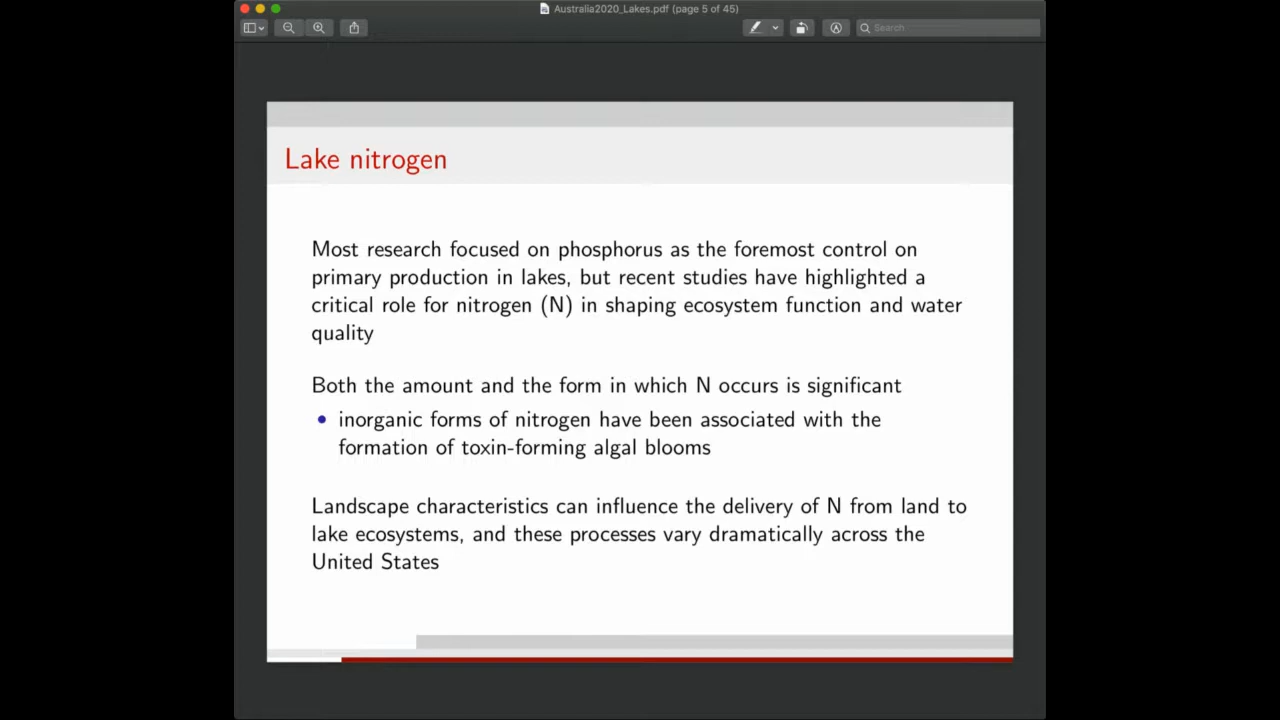 Australia2020_Lakes.pdf (page 5 of 45)
Search
Lake nitrogen
Most research focused on phosphorus as the foremost control on
primary production in lakes, but recent studies have highlighted a
critical role for nitrogen (N) in shaping ecosystem function and water
quality
Both the amount and the form in which N occurs is significant
• inorganic forms of nitrogen have been associated with the
formation of toxin-forming algal blooms
Landscape characteristics can influence the delivery of N from land to
lake ecosystems, and these processes vary dramatically across the
United States